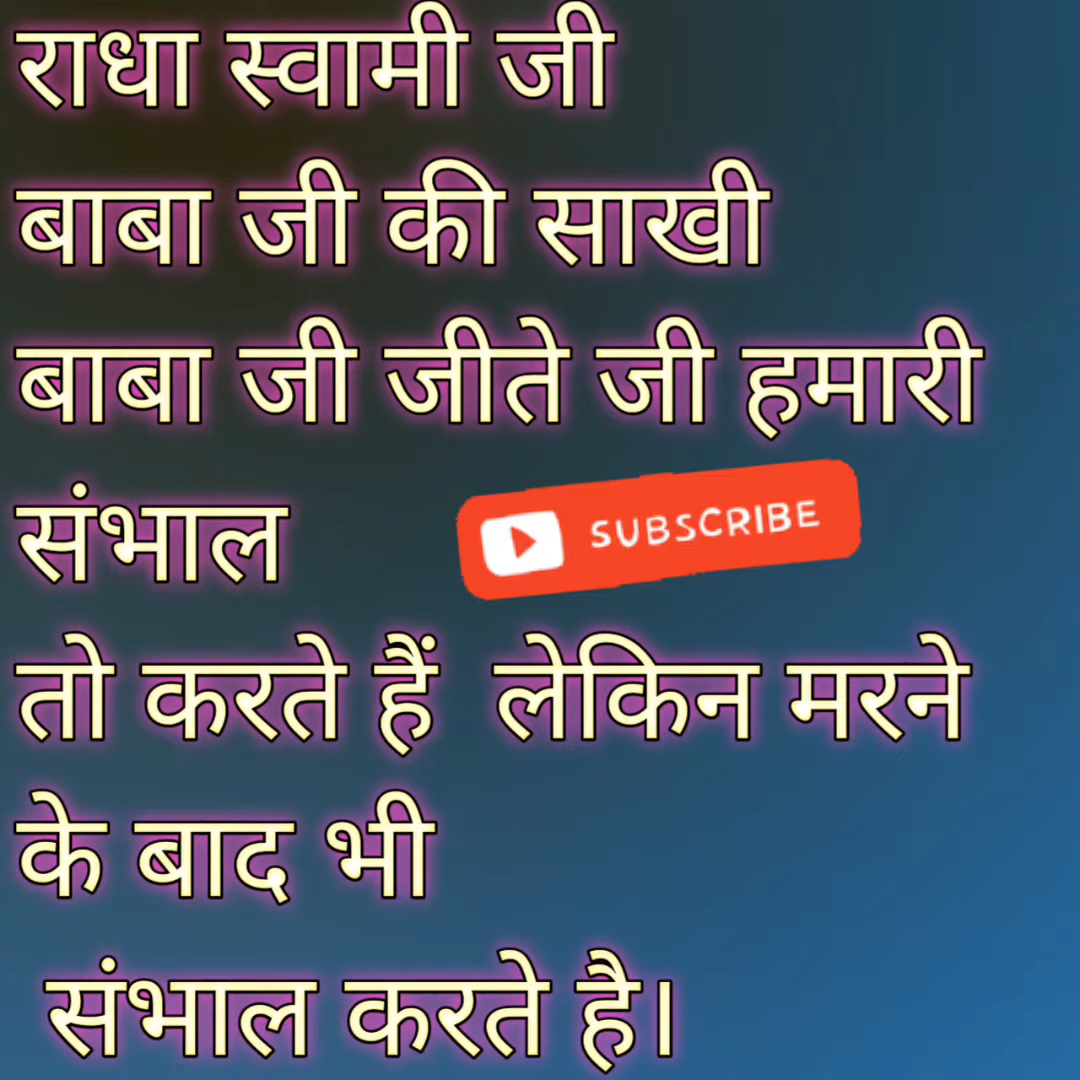 राधा स्वामी जी
बाबा जी की साखी
बाबा जी जीते जी हमारी
संभाल
SUBSCRIBE
तो करते हैं लेकिन मरने
के बाद भी
संभाल करते है।